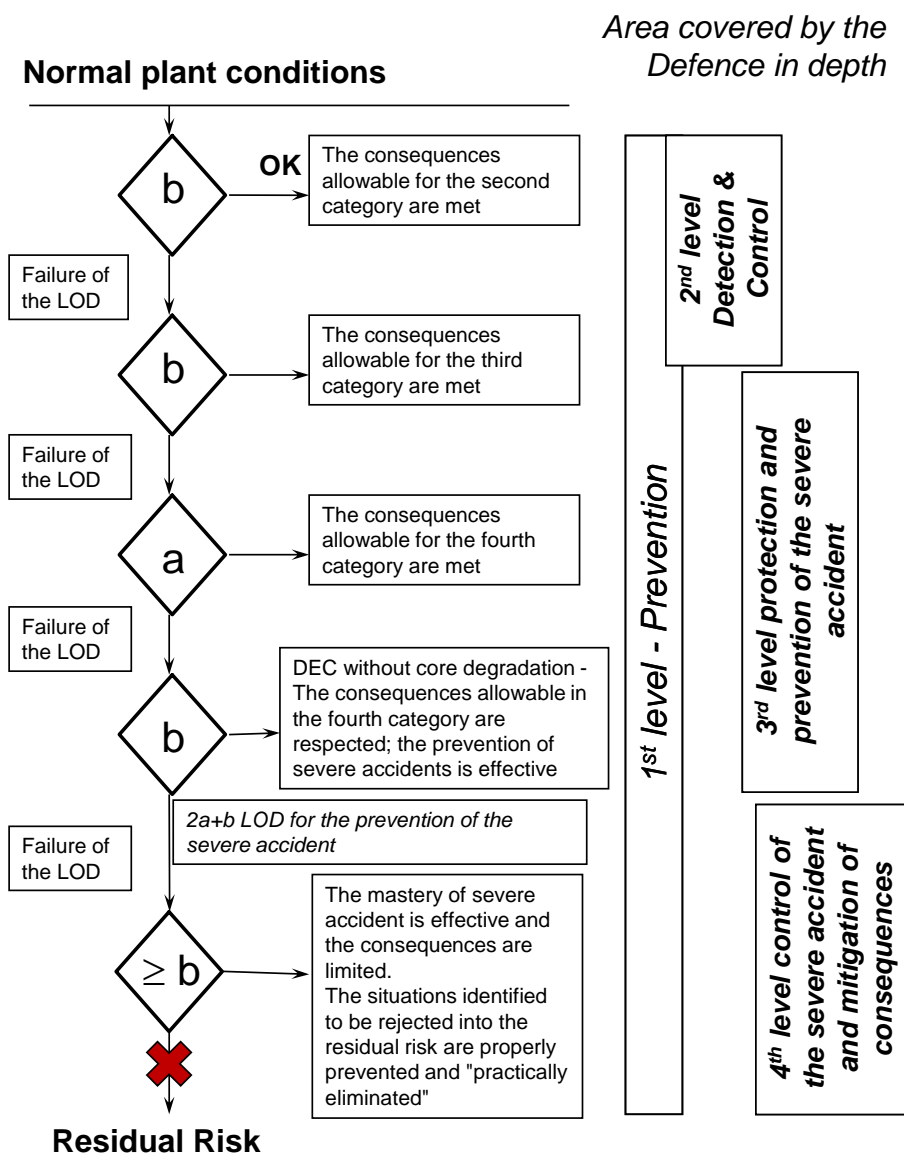 Area covered by the
Defence in depth
Normal plant conditions
b
OK
The consequences
allowable for the second
category are met
Failure of
the LOD
b
The consequences
allowable for the third
category are met
Failure of
the LOD
a
The consequences
allowable for the fourth
category are met
Failure of
the LOD
b
DEC without core degradation -
The consequences allowable in
the fourth category are
respected; the prevention of
severe accidents is effective
2a+b LOD for the prevention of the
severe accident
Failure of
the LOD
≥ b
The mastery of severe
accident is effective and
the consequences are
limited.
The situations identified
to be rejected into the
residual risk are properly
prevented and "practically
eliminated"
Residual Risk
1st level - Prevention
2nd level
Detection &
Control
3rd level protection and
prevention of the severe
accident
4th level control of
the severe accident
and mitigation of
consequences